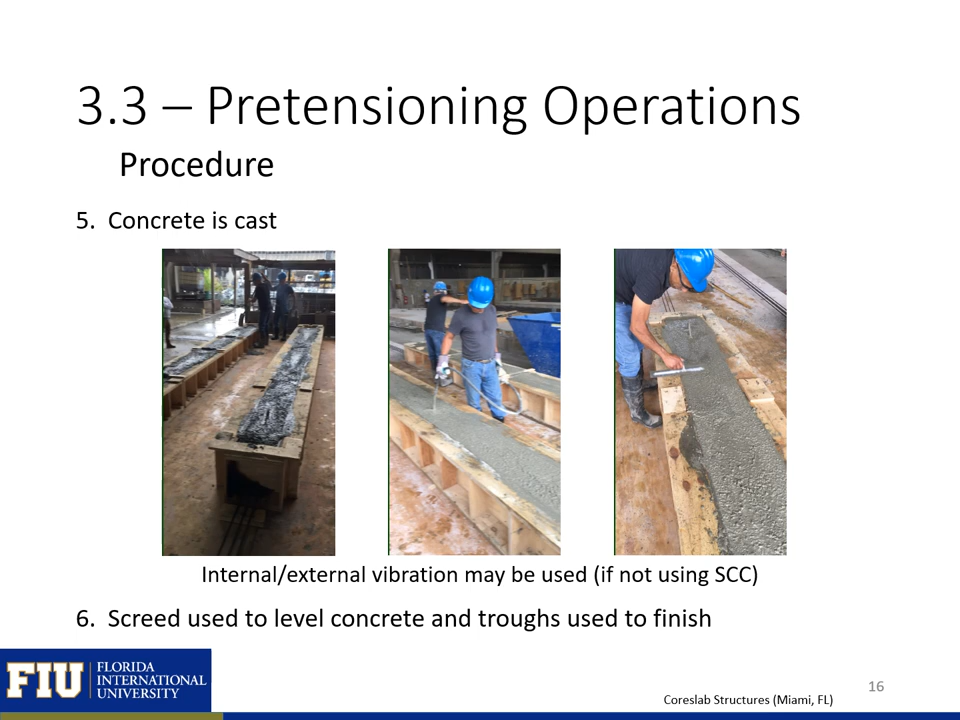 3.3 – Pretensioning Operations
Procedure
5. Concrete is cast
Internal/external vibration may be used (if not using SCC)
6. Screed used to level concrete and troughs used to finish
FIU
FLORIDA
INTERNATIONAL
UNIVERSITY
Coreslab Structures (Miami, FL)
16